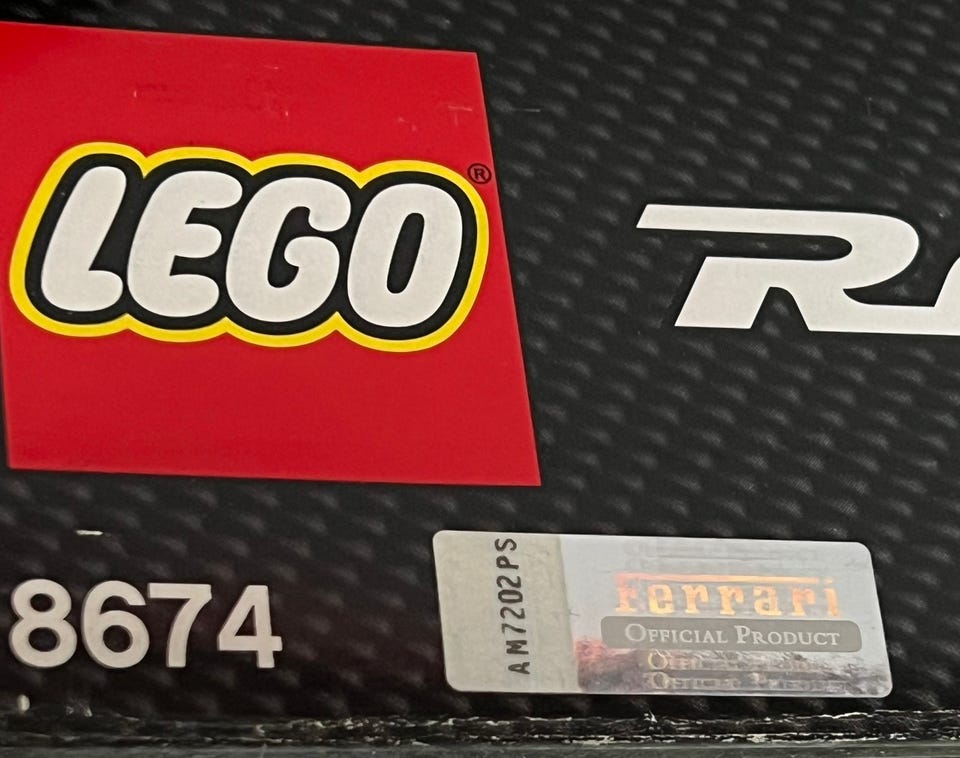 LEGO®
R
8674
AM7202PS
ferrari
OFFICIAL PRODUCT